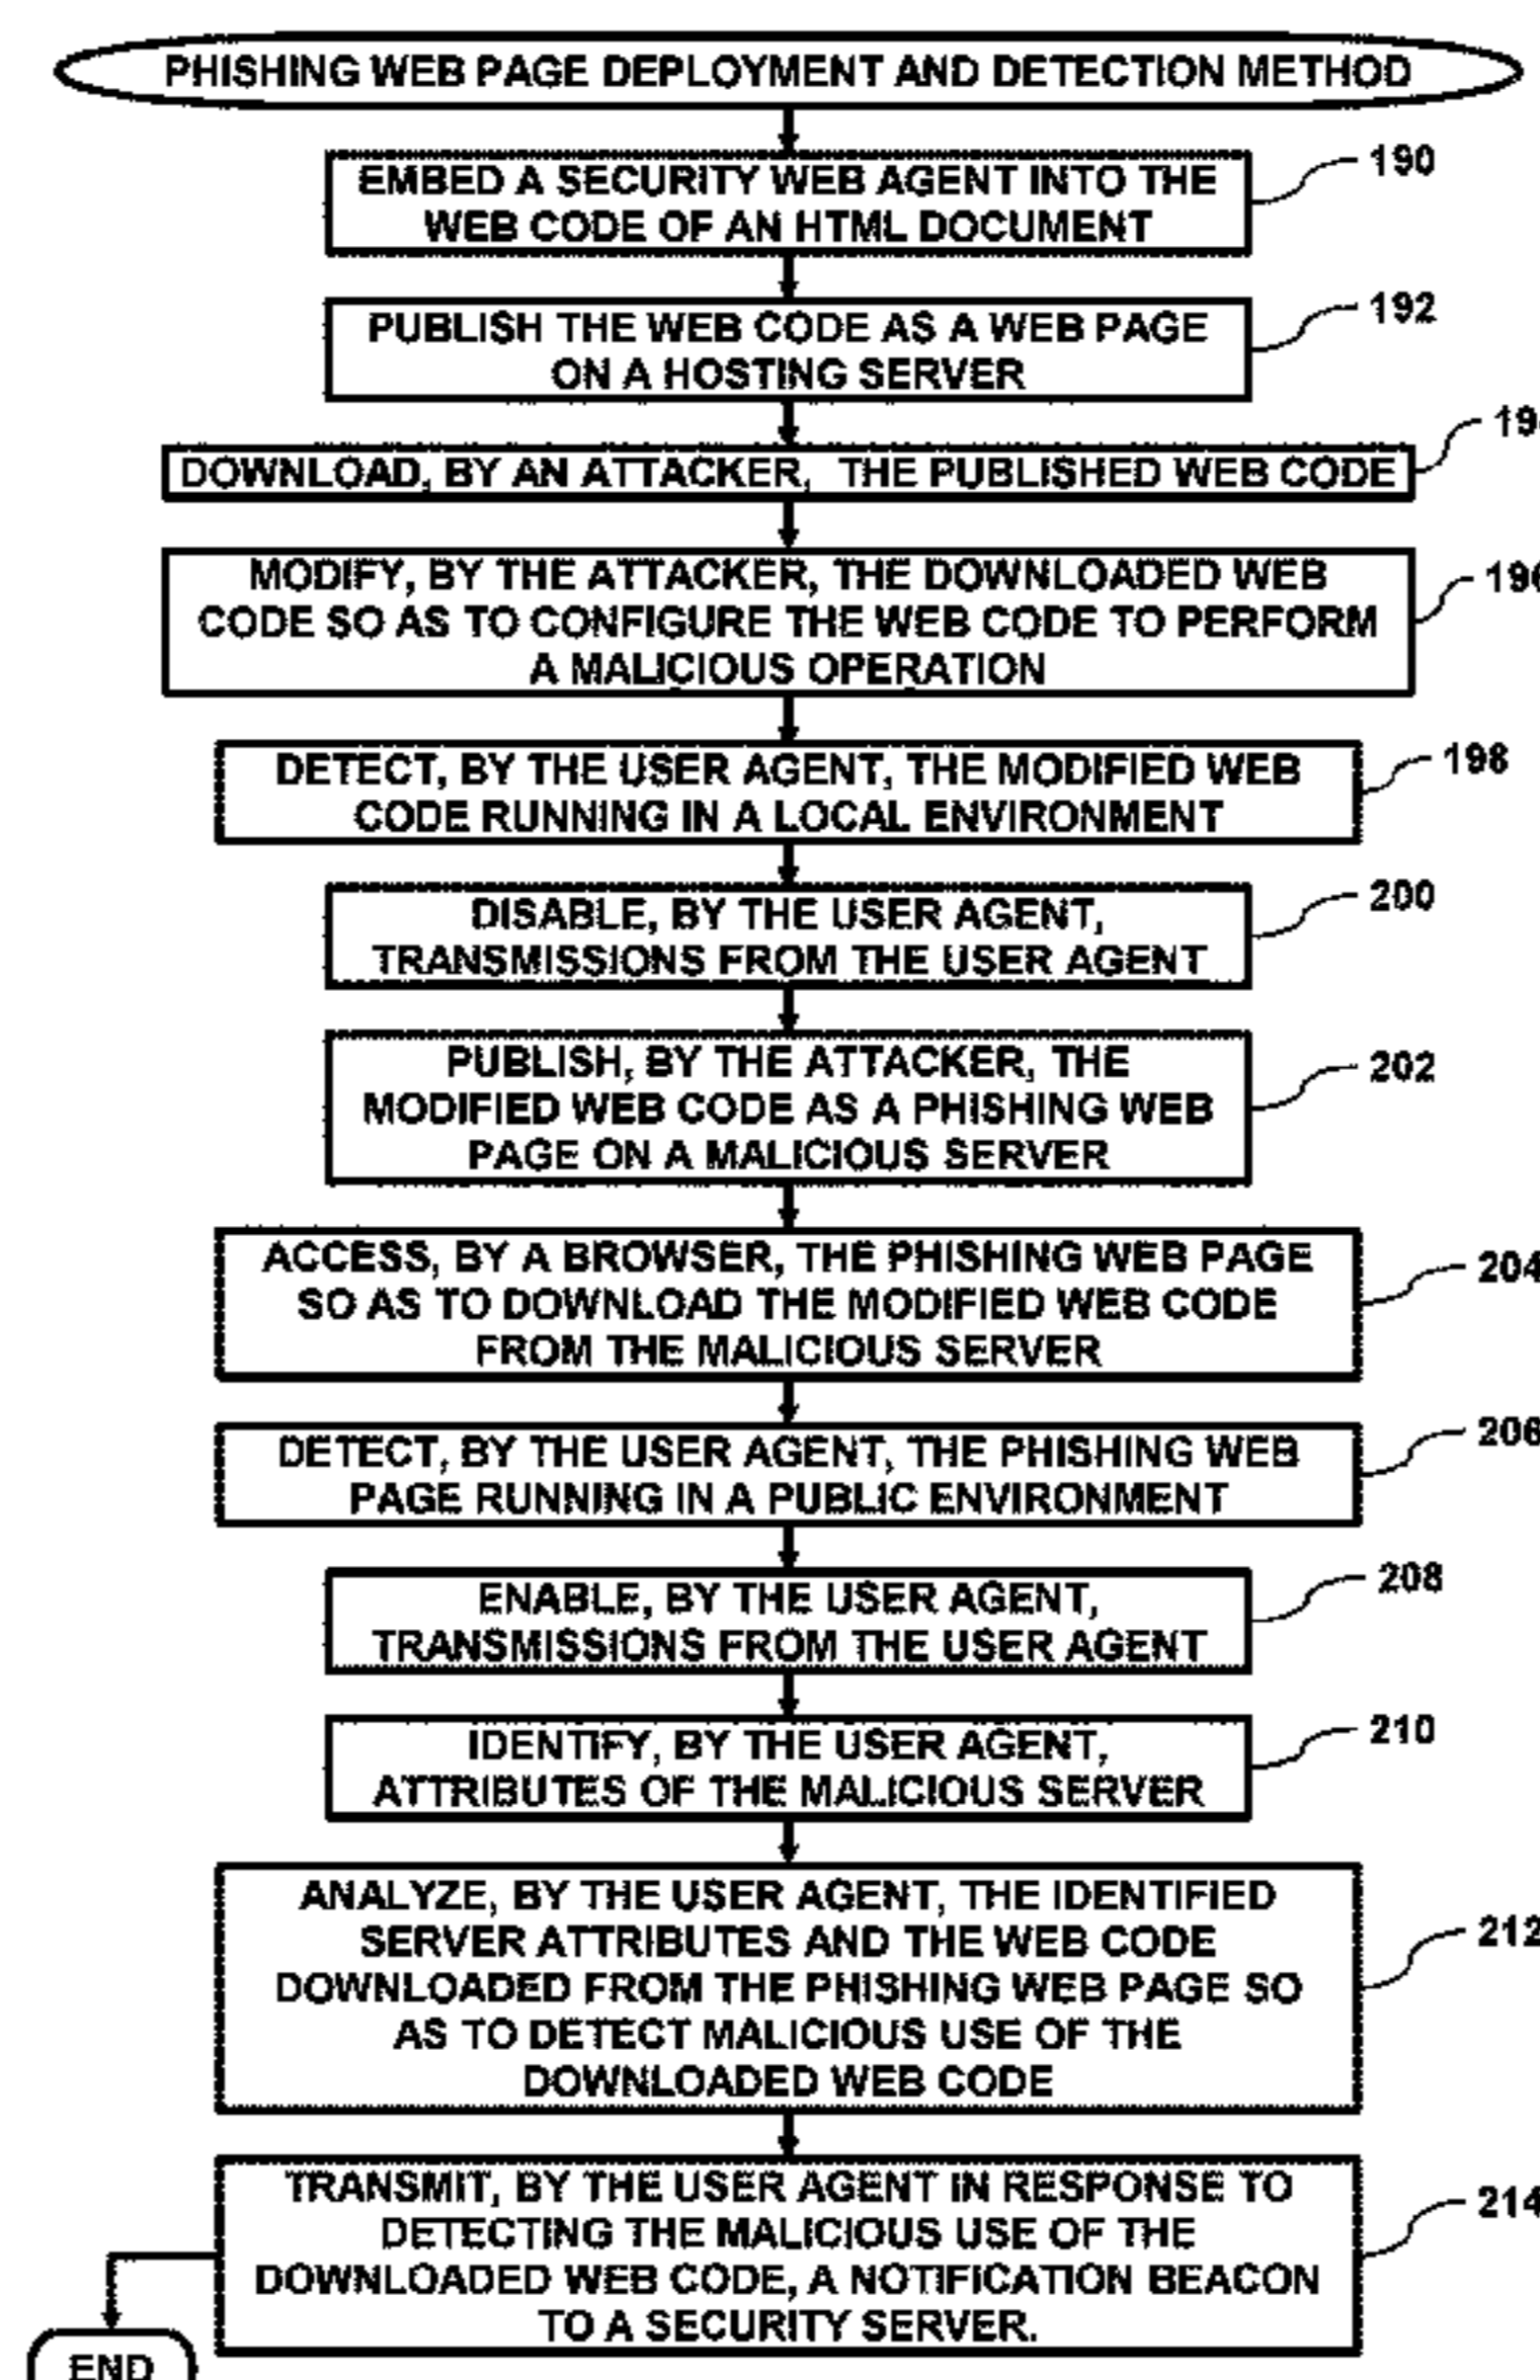 PHISHING WEB PAGE DEPLOYMENT AND DETECTION METHOD
EMBED A SECURITY WEB AGENT INTO THE
WEB CODE OF AN HTML DOCUMENT
190
PUBLISH THE WEB CODE AS A WEB PAGE
ON A HOSTING SERVER
192
DOWNLOAD, BY AN ATTACKER, THE PUBLISHED WEB CODE
MODIFY, BY THE ATTACKER, THE DOWNLOADED WEB
CODE SO AS TO CONFIGURE THE WEB CODE TO PERFORM
A MALICIOUS OPERATION
DETECT, BY THE USER AGENT, THE MODIFIED WEB
CODE RUNNING IN A LOCAL ENVIRONMENT
198
DISABLE, BY THE USER AGENT,
TRANSMISSIONS FROM THE USER AGENT
200
PUBLISH, BY THE ATTACKER, THE
MODIFIED WEB CODE AS A PHISHING WEB
PAGE ON A MALICIOUS SERVER
202
ACCESS, BY A BROWSER, THE PHISHING WEB PAGE
SO AS TO DOWNLOAD THE MODIFIED WEB CODE
FROM THE MALICIOUS SERVER
204
DETECT, BY THE USER AGENT, THE PHISHING WEB
PAGE RUNNING IN A PUBLIC ENVIRONMENT
206
ENABLE, BY THE USER AGENT,
TRANSMISSIONS FROM THE USER AGENT
208
IDENTIFY, BY THE USER AGENT,
ATTRIBUTES OF THE MALICIOUS SERVER
210
ANALYZE, BY THE USER AGENT, THE IDENTIFIED
SERVER ATTRIBUTES AND THE WEB CODE
DOWNLOADED FROM THE PHISHING WEB PAGE SO
AS TO DETECT MALICIOUS USE OF THE
DOWNLOADED WEB CODE
212
TRANSMIT, BY THE USER AGENT IN RESPONSE TO
DETECTING THE MALICIOUS USE OF THE
DOWNLOADED WEB CODE, A NOTIFICATION BEACON
TO A SECURITY SERVER.
214
END